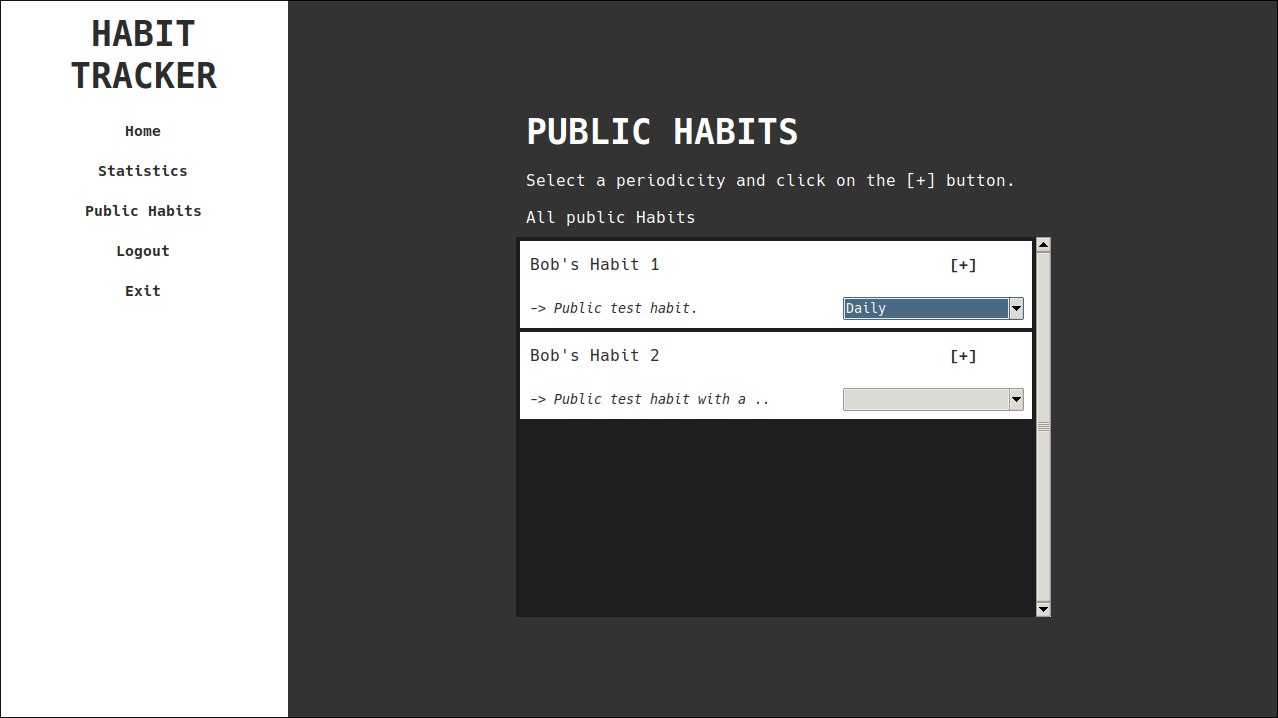 HABIT
TRACKER
Home
Statistics
Public Habits
Logout
Exit
PUBLIC HABITS
Select a periodicity and click on the [+] button.
All public Habits
Bob's Habit 1 [+]
-> Public test habit. Daily
Bob's Habit 2 [+]
-> Public test habit with a ..